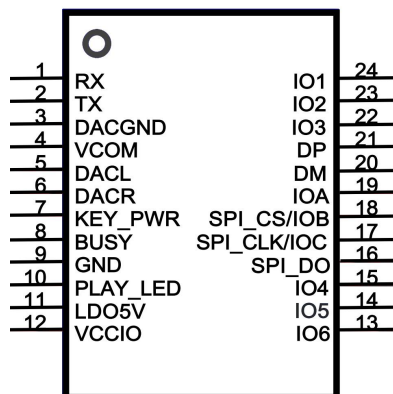 1 RX IO1 24
2 TX IO2 23
3 DACGND IO3 22
4 VCOM DP 21
5 DACL DM 20
6 DACR IOA 19
7 KEY_PWR SPI_CS/IOB 18
8 BUSY SPI_CLK/IOC 17
9 GND SPI_DO 16
10 PLAY_LED IO4 15
11 LDO5V IO5 14
12 VCCIO IO6 13